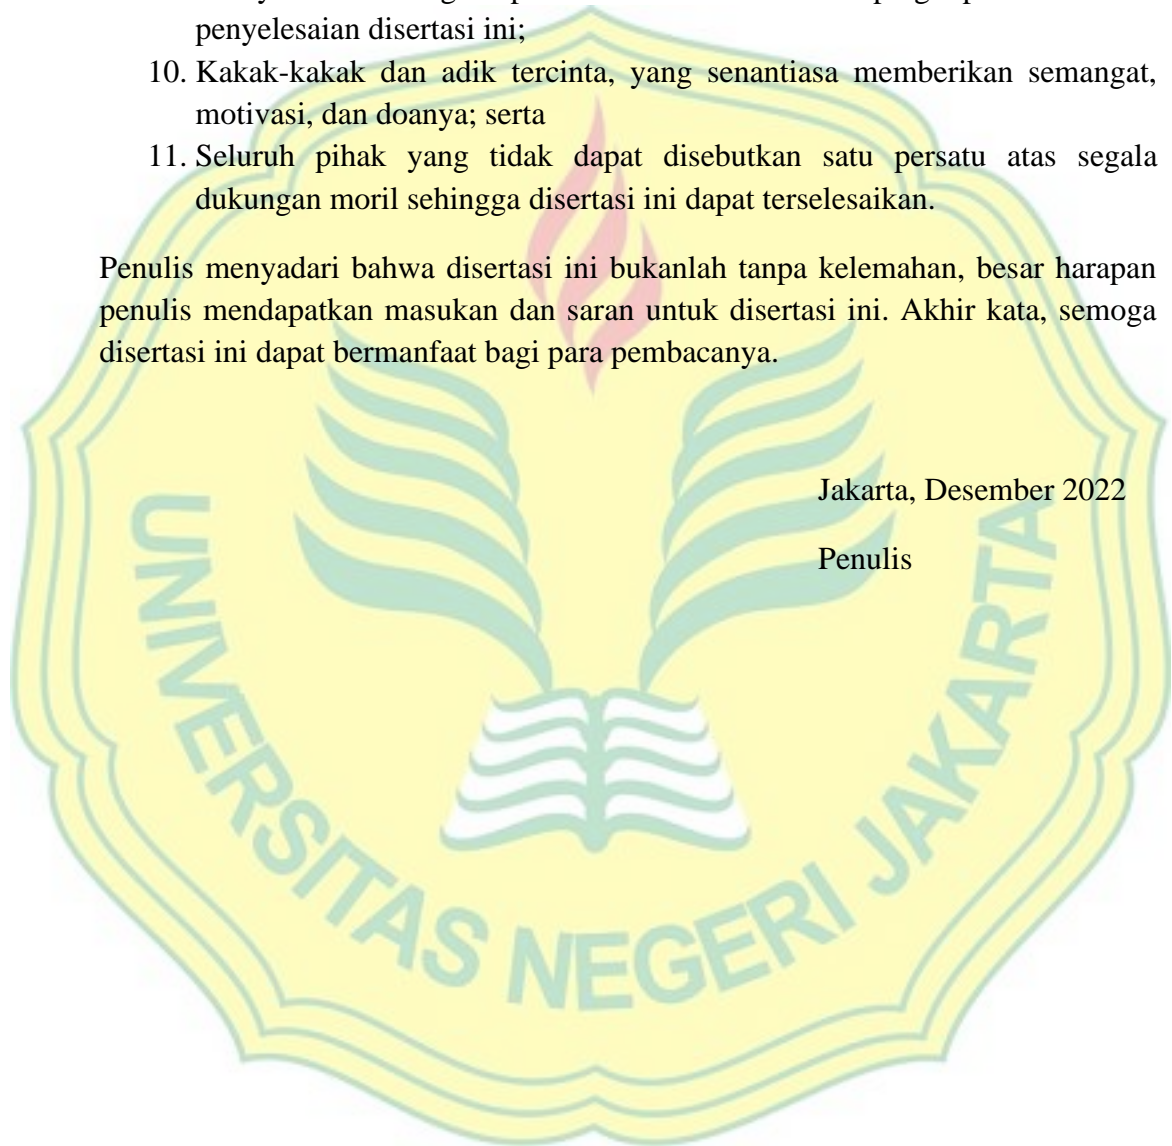 penyelesaian disertasi ini;
10. Kakak-kakak dan adik tercinta, yang senantiasa memberikan semangat,
motivasi, dan doanya; serta
11. Seluruh pihak yang tidak dapat disebutkan satu persatu atas segala
dukungan moril sehingga disertasi ini dapat terselesaikan.
Penulis menyadari bahwa disertasi ini bukanlah tanpa kelemahan, besar harapan
penulis mendapatkan masukan dan saran untuk disertasi ini. Akhir kata, semoga
disertasi ini dapat bermanfaat bagi para pembacanya.
Jakarta, Desember 2022
Penulis
UNIVERSITAS NEGERI JAKARTA